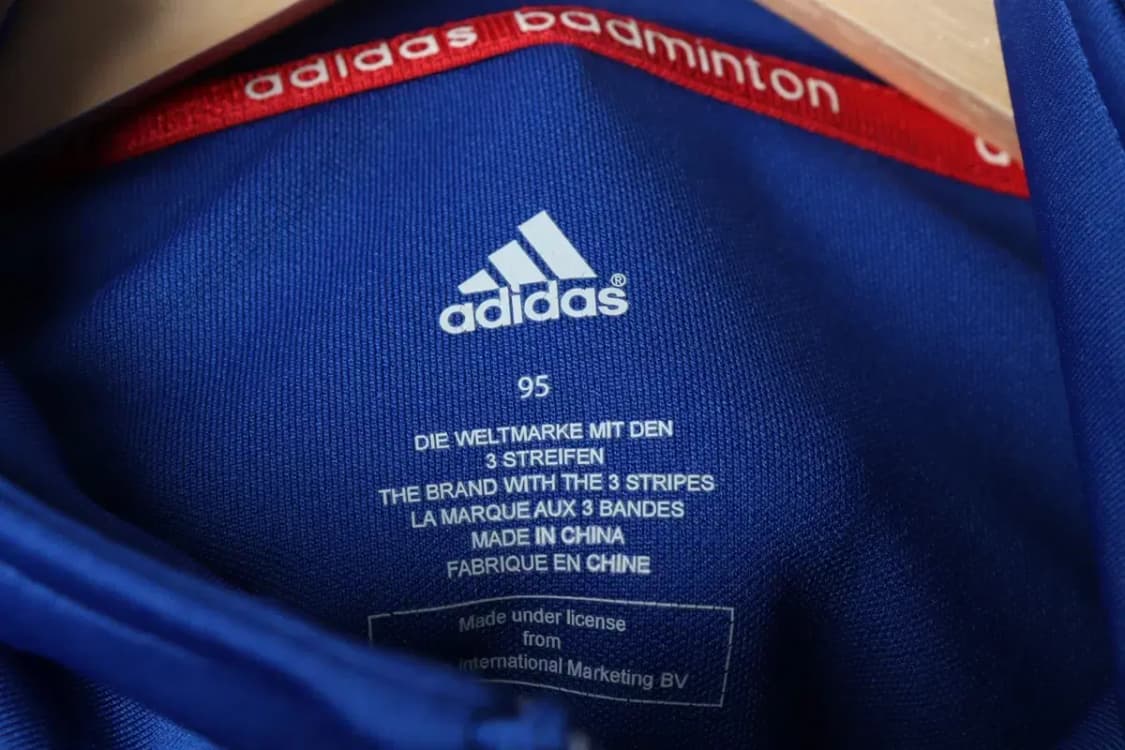 adidas badminton
adidas®
95
DIE WELTMARKE MIT DEN
3 STREIFEN
THE BRAND WITH THE 3 STRIPES
LA MARQUE AUX 3 BANDES
MADE IN CHINA
FABRIQUE EN CHINE
Made under license
from
International Marketing BV